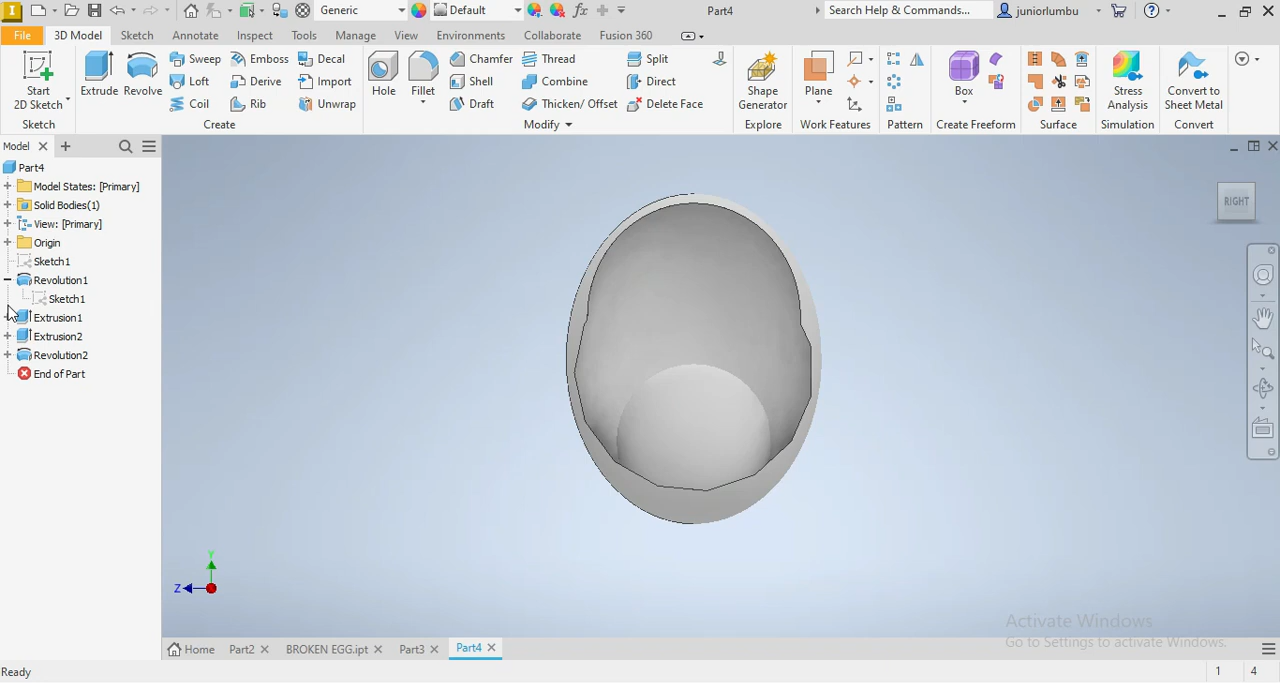 Generic
Default
fx
Part4
Search Help & Commands...
juniorlumbu
File
3D Model
Sketch
Annotate
Inspect
Tools
Manage
View
Environments
Collaborate
Fusion 360
Start
2D Sketch
Sketch
Extrude
Revolve
Sweep
Loft
Coil
Emboss
Derive
Rib
Decal
Import
Unwrap
Create
Hole
Fillet
Chamfer
Shell
Draft
Thread
Combine
Thicken/ Offset
Split
Direct
Delete Face
Modify
Shape
Generator
Explore
Plane
Work Features
Pattern
Box
Create Freeform
Surface
Stress
Analysis
Simulation
Convert to
Sheet Metal
Convert
Model
Part4
Model States: [Primary]
Solid Bodies(1)
View: [Primary]
Origin
Sketch1
Revolution1
Sketch1
Extrusion1
Extrusion2
Revolution2
End of Part
RIGHT
Y
Z
Activate Windows
Go to Settings to activate Windows.
Home
Part2
BROKEN EGG.ipt
Part3
Part4
Ready
1
4